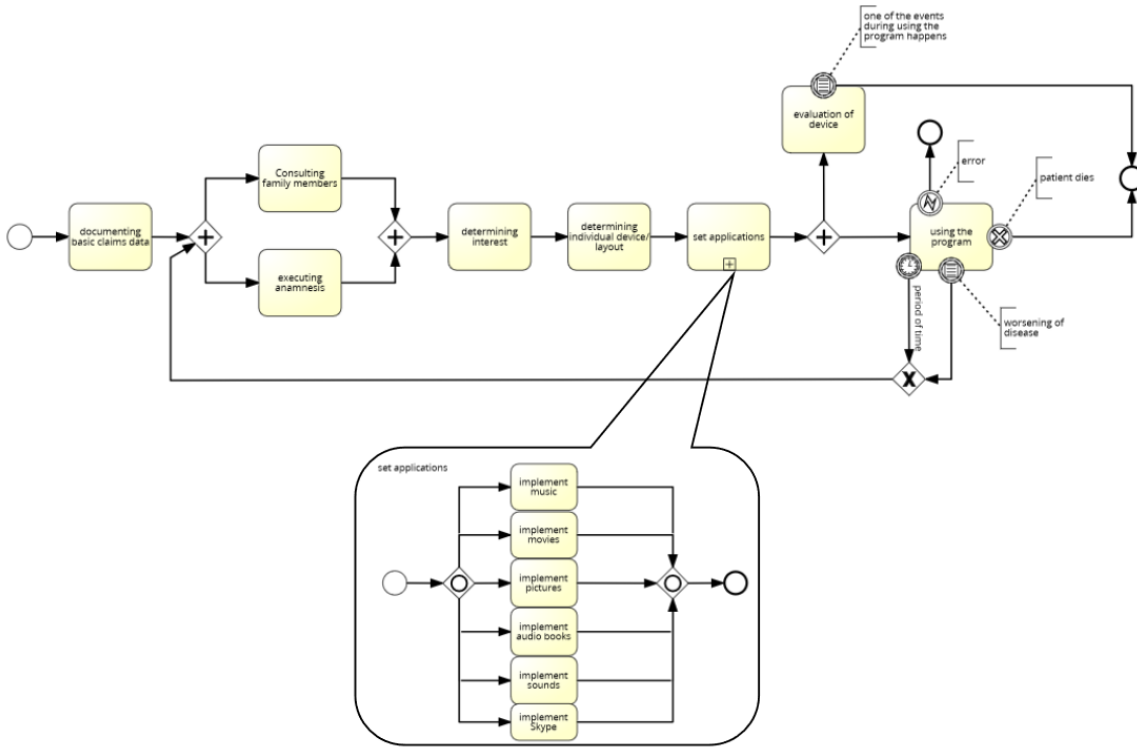 one of the events
during using the
program happens
evaluation of
device
error
patient dies
Consulting
family members
documenting
basic claims data
determining
interest
determining
individual device/
layout
set applications
using the
program
executing
anamnesis
period of time
worsening of
disease
set applications
implement
music
implement
movies
implement
pictures
implement
audio books
implement
sounds
implement
Skype